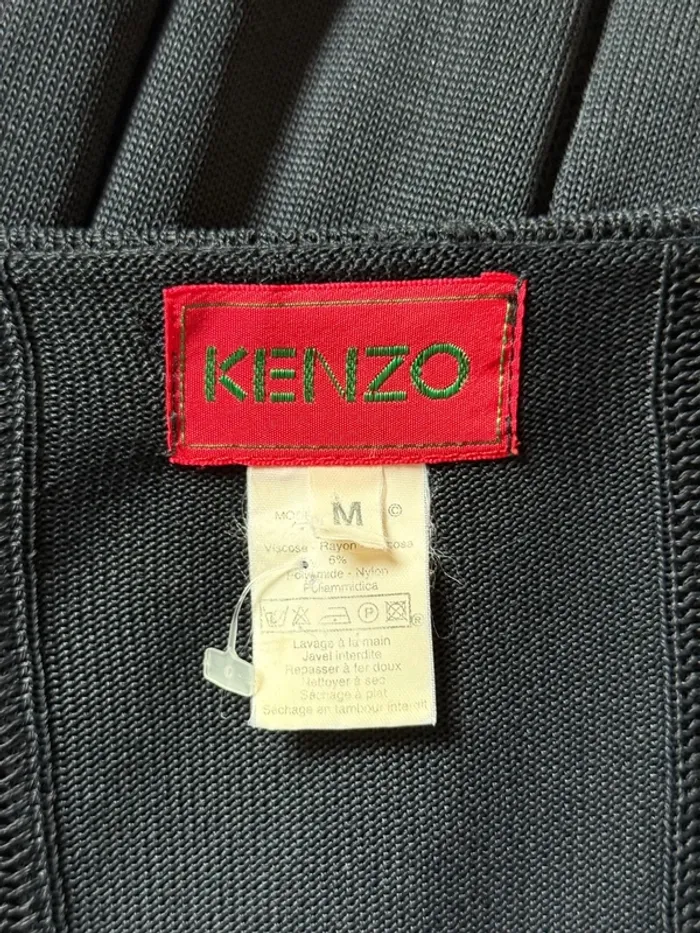 KENZO
M ©
Viscose - Rayon
6%
Polyamide - Nylon
Poliammidica
P
®
Lavage à la main
Javel interdite
Repasser à fer doux
Nettoyer à sec
Séchage à plat
Séchage en tambour interdit